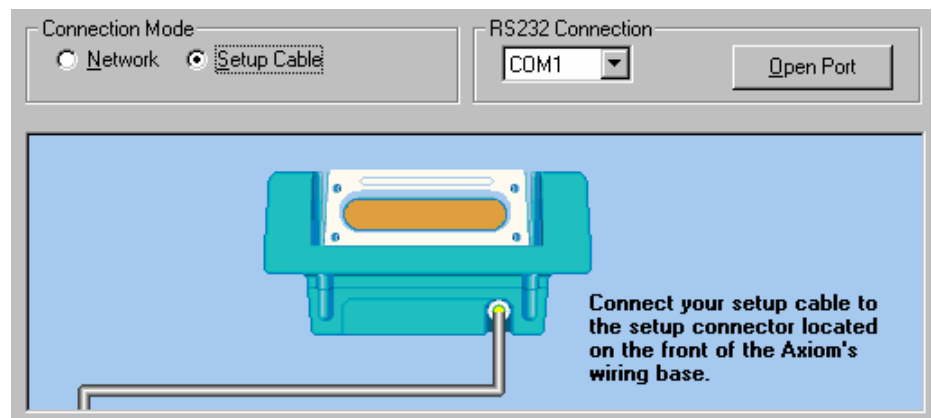 Connection Mode
Network Setup Cable
RS232 Connection
COM1 Open Port
Connect your setup cable to
the setup connector located
on the front of the Axiom's
wiring base.